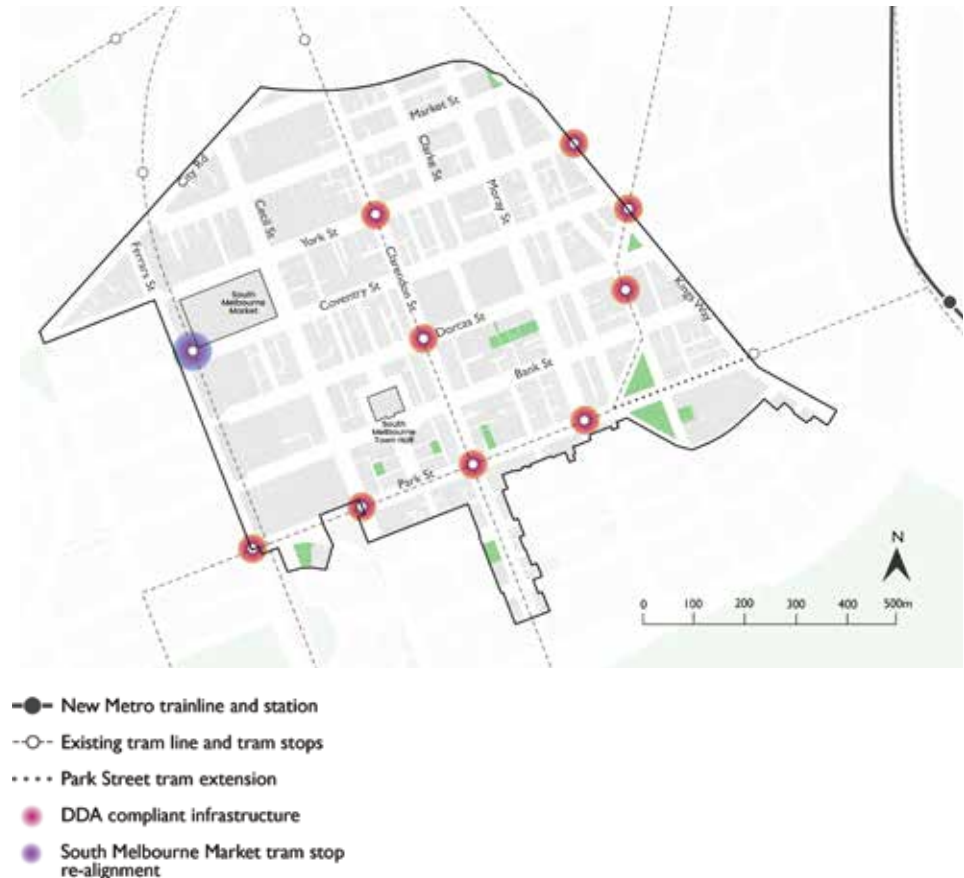 Market St
City Rd
Clarke St
Cecil St
Moray St
York St
Ferrars St
Clarendon St
Coventry St
South
Melbourne
Market
Kings Way
Dorcas St
Bank St
South
Melbourne
Town Hall
Park St
N
0 100 200 300 400 500m
New Metro trainline and station
Existing tram line and tram stops
Park Street tram extension
DDA compliant infrastructure
South Melbourne Market tram stop
re-alignment